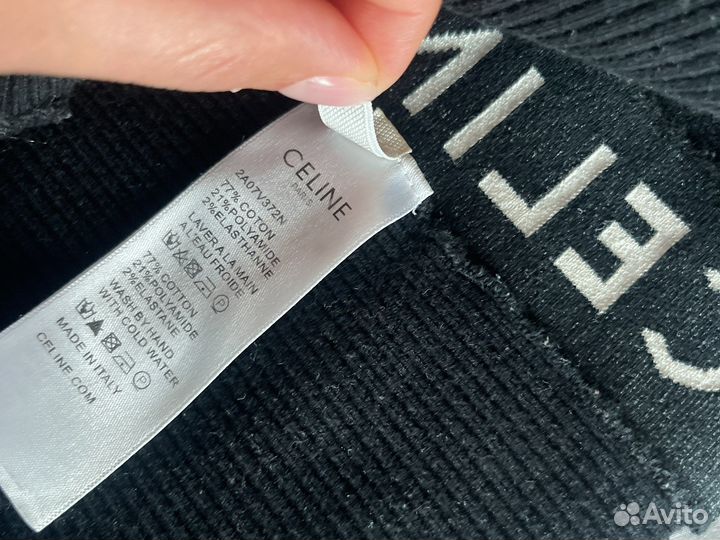 CELINE
PARIS
2A07V372N
77% COTON
21%POLYAMIDE
2%ELASTHANNE
LAVER A LA MAIN
A L'EAU FROIDE
77% COTTON
21%POLYAMIDE
2%ELASTANE
WASH BY HAND
WITH COLD WATER
MADE IN ITALY
CELINE.COM
CELIN
Avito